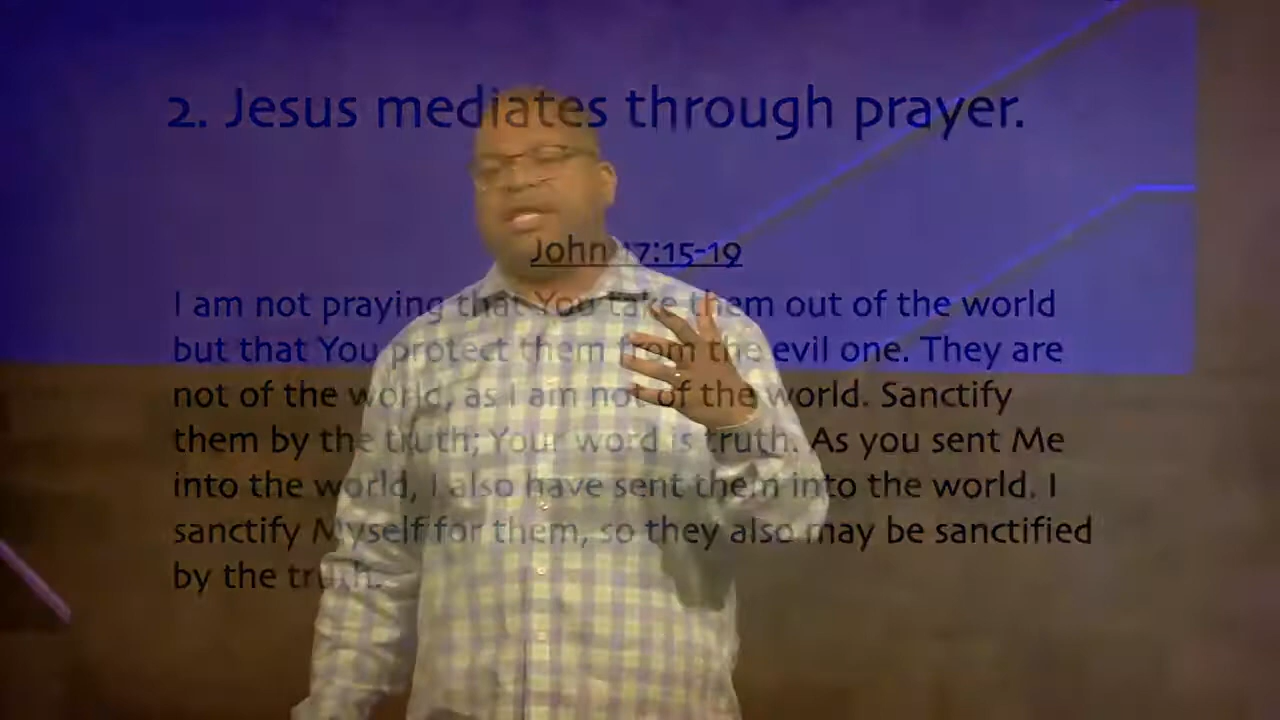 2. Jesus mediates through prayer.
John 17:15-19
I am not praying that You take them out of the world
but that You protect them from the evil one. They are
not of the world, as I am not of the world. Sanctify
them by the truth; Your word is truth. As you sent Me
into the world, I also have sent them into the world. I
sanctify Myself for them, so they also may be sanctified
by the truth.